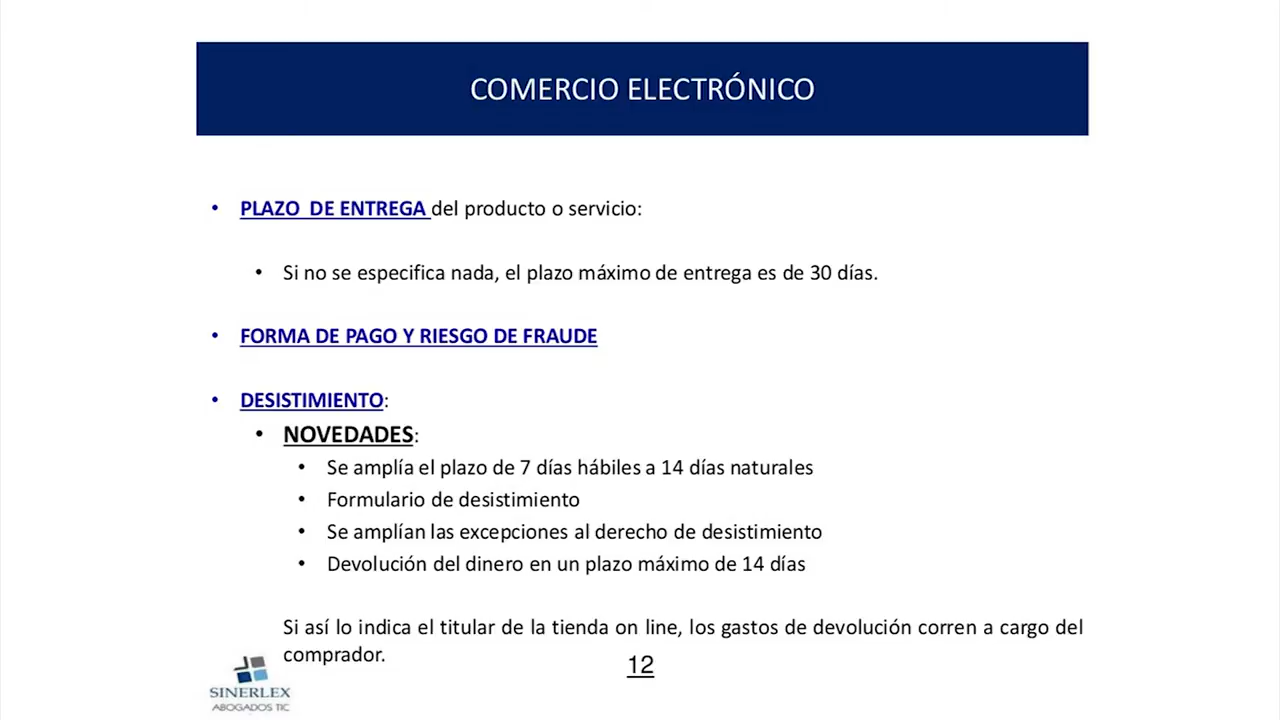 COMERCIO ELECTRÓNICO
• PLAZO DE ENTREGA del producto o servicio:
• Si no se especifica nada, el plazo máximo de entrega es de 30 días.
• FORMA DE PAGO Y RIESGO DE FRAUDE
• DESISTIMIENTO:
• NOVEDADES:
• Se amplía el plazo de 7 días hábiles a 14 días naturales
• Formulario de desistimiento
• Se amplían las excepciones al derecho de desistimiento
• Devolución del dinero en un plazo máximo de 14 días
Si así lo indica el titular de la tienda on line, los gastos de devolución corren a cargo del
comprador.
12
SINERLEX
ABOGADOS TIC